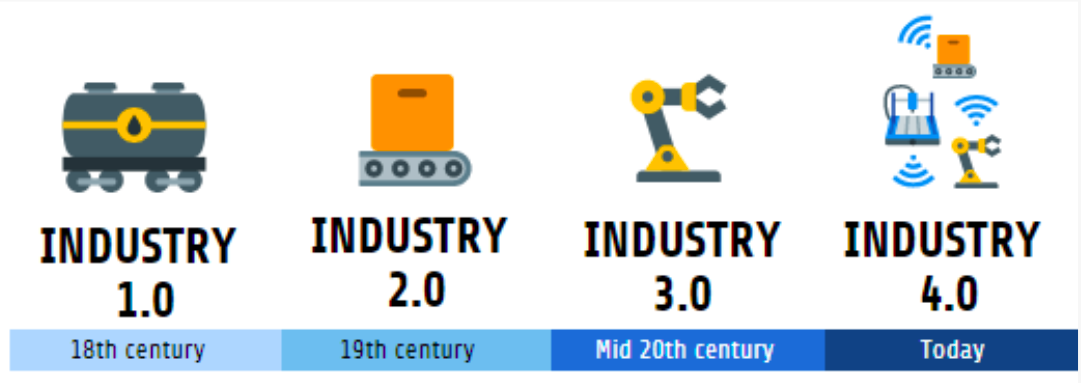 INDUSTRY
1.0
INDUSTRY
2.0
INDUSTRY
3.0
INDUSTRY
4.0
18th century
19th century
Mid 20th century
Today